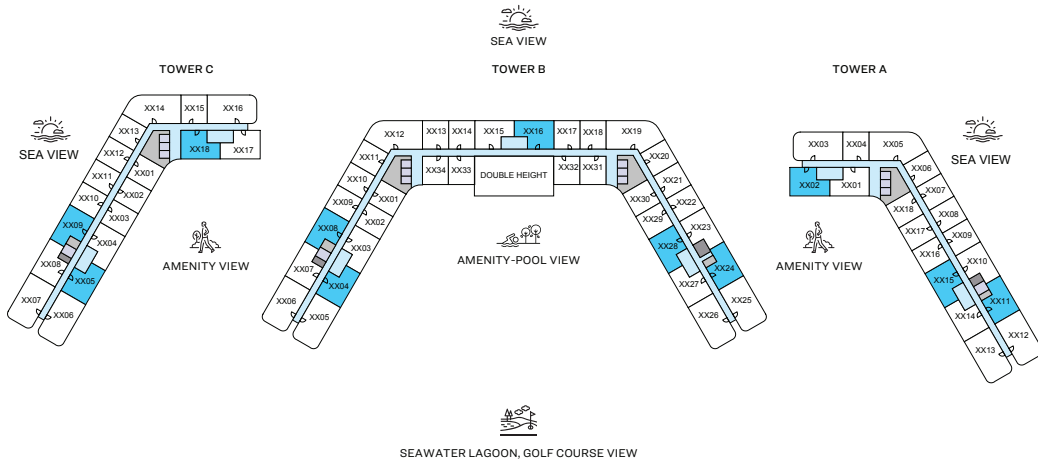 SEA VIEW
TOWER C
TOWER B
TOWER A
SEA VIEW
XX14
XX15
XX16
XX13
XX12
XX11
XX10
XX09
XX08
XX07
XX06
XX05
XX04
XX03
XX02
XX01
XX18
XX17
AMENITY VIEW
XX12
XX13
XX14
XX15
XX16
XX17
XX18
XX19
XX11
XX10
XX09
XX08
XX07
XX06
XX05
XX04
XX03
XX02
XX01
XX34
XX33
DOUBLE HEIGHT
XX32
XX31
XX20
XX21
XX22
XX23
XX24
XX25
XX26
XX27
XX28
XX29
XX30
AMENITY-POOL VIEW
XX03
XX04
XX05
SEA VIEW
XX02
XX01
XX06
XX07
XX08
XX09
XX10
XX11
XX12
XX13
XX14
XX15
XX16
XX17
XX18
AMENITY VIEW
SEAWATER LAGOON, GOLF COURSE VIEW